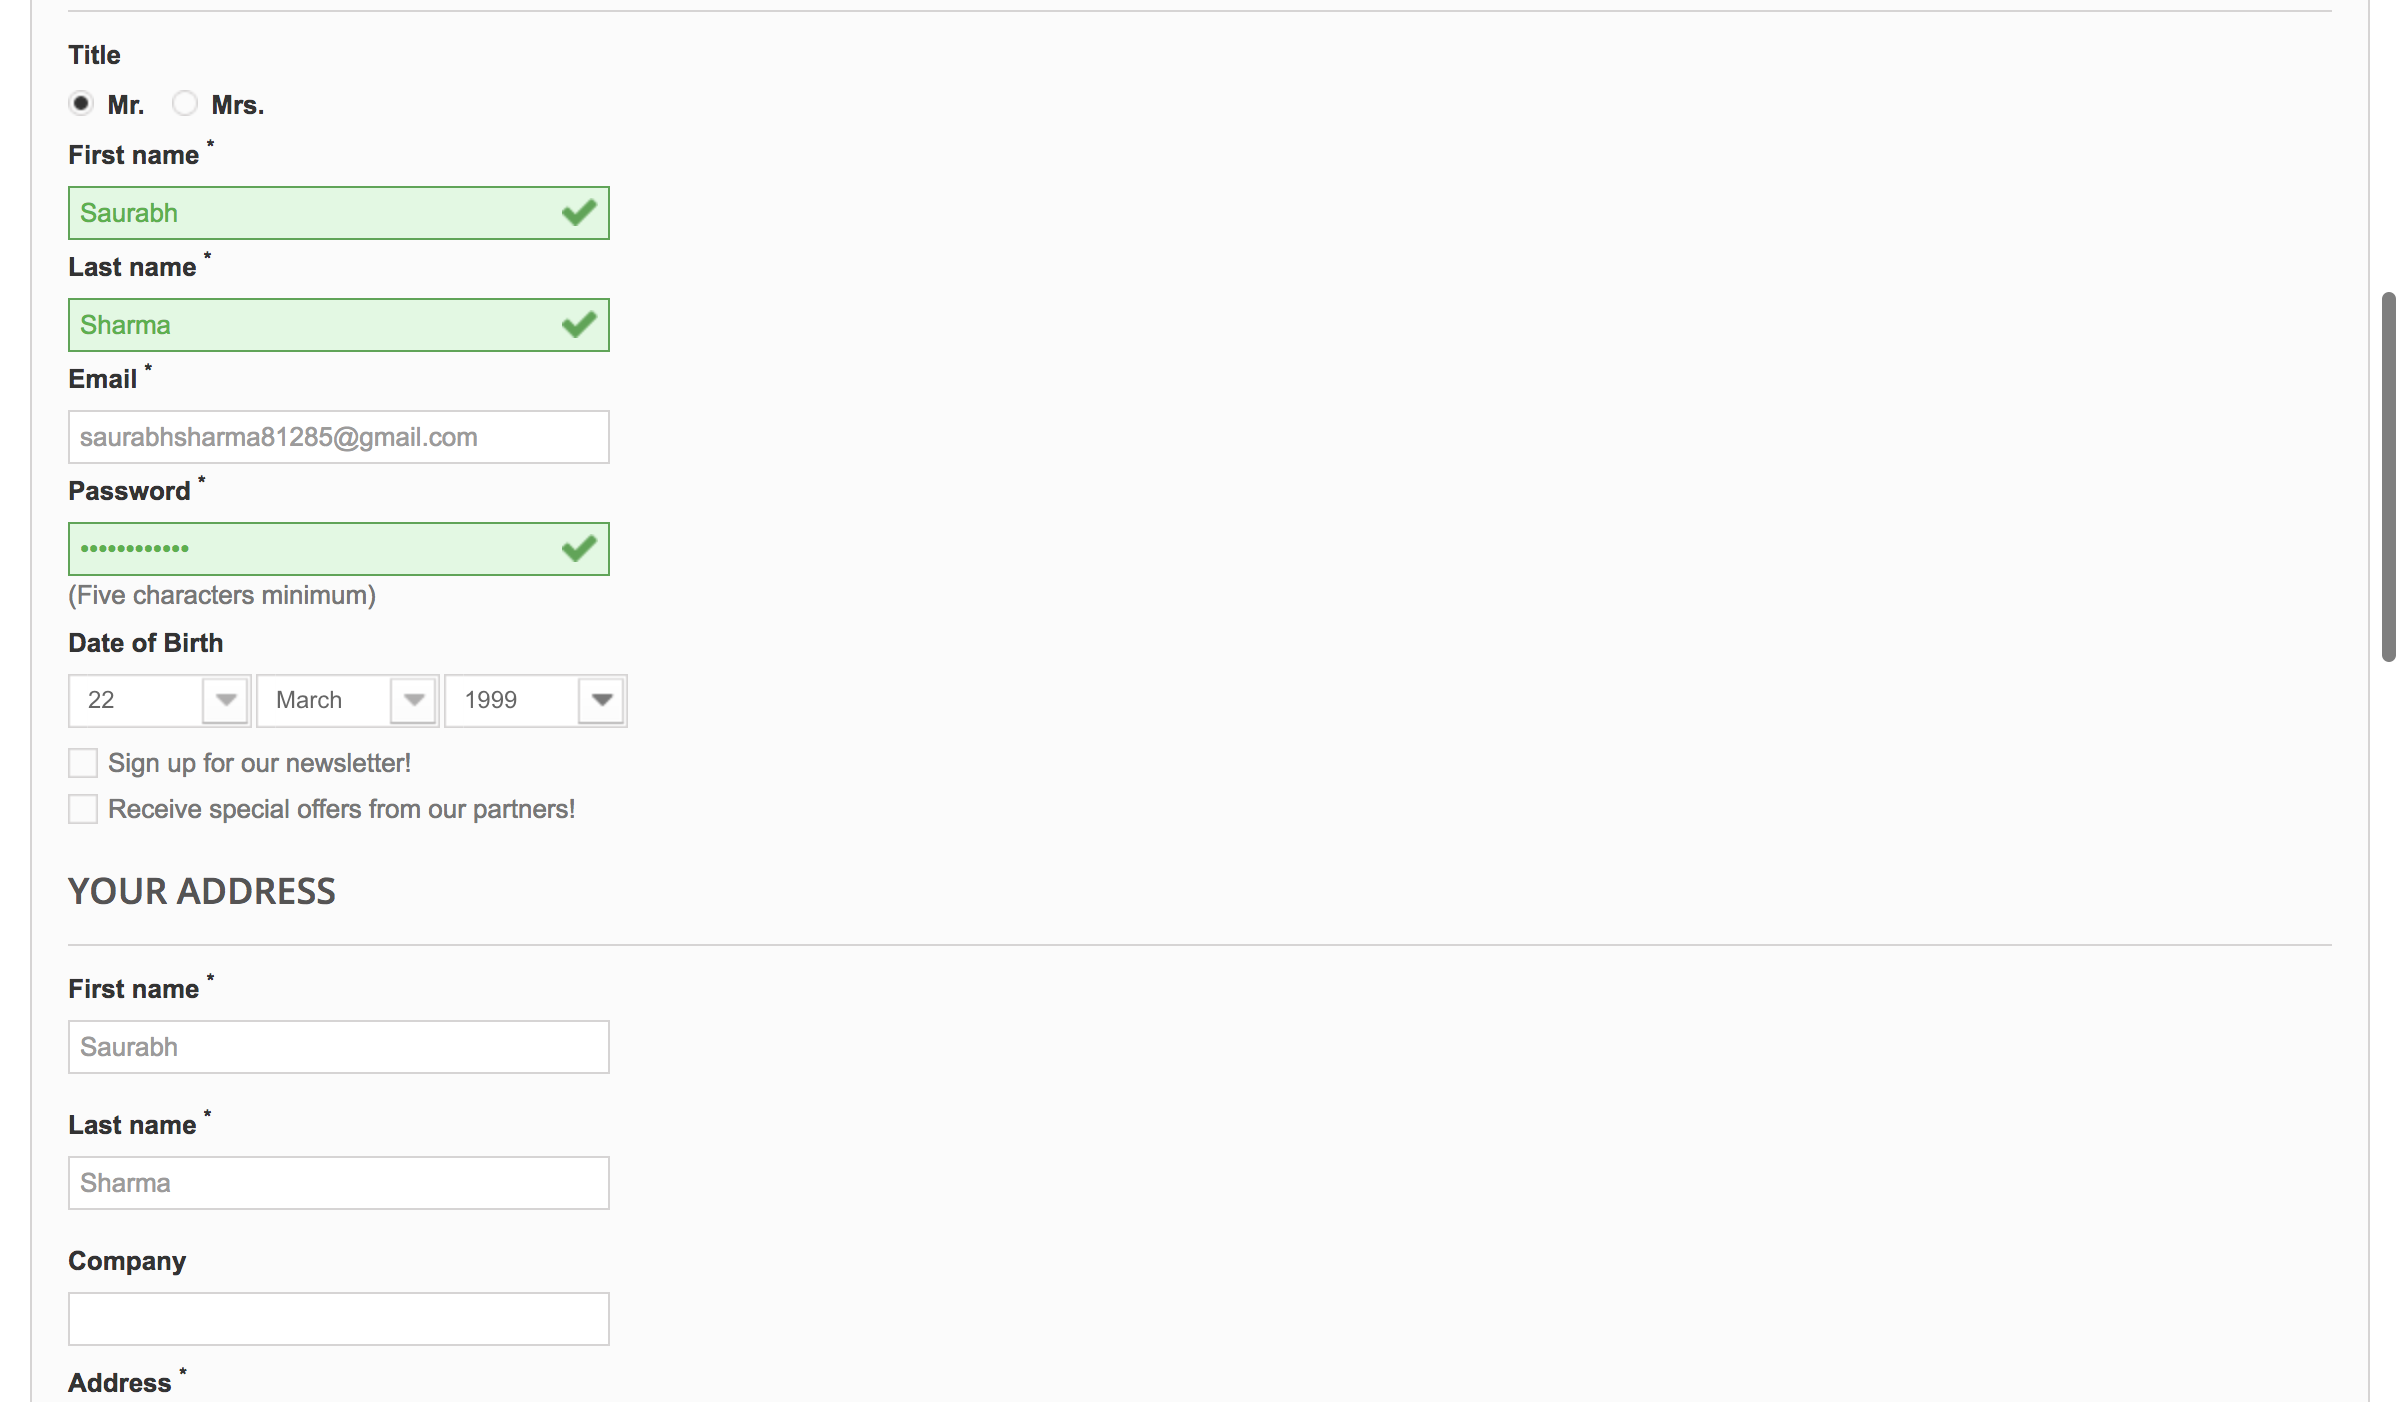 Title
Mr. Mrs.
First name *
Saurabh
Last name *
Sharma
Email *
saurabhsharma81285@gmail.com
Password *
••••••••••••
(Five characters minimum)
Date of Birth
22 March 1999
Sign up for our newsletter!
Receive special offers from our partners!
YOUR ADDRESS
First name *
Saurabh
Last name *
Sharma
Company
Address *